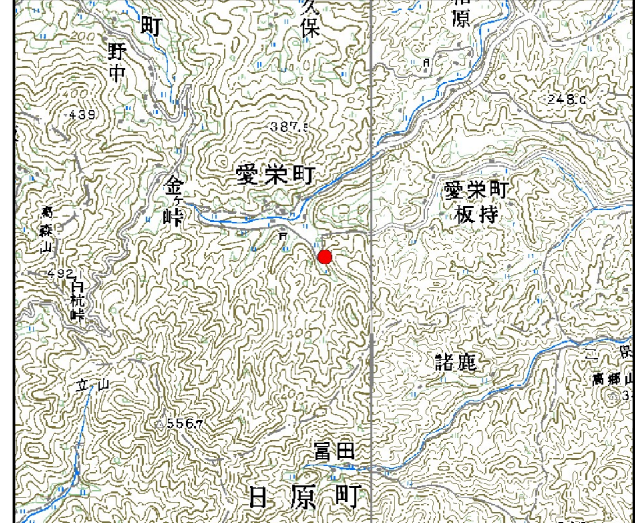 町
野中
久保
柏原
439
387.5
248.0
愛栄町
愛栄町
板持
金ヶ峠
高森山
492
白杭峠
諸鹿
立山
高郷山
556.7
冨田
日原町